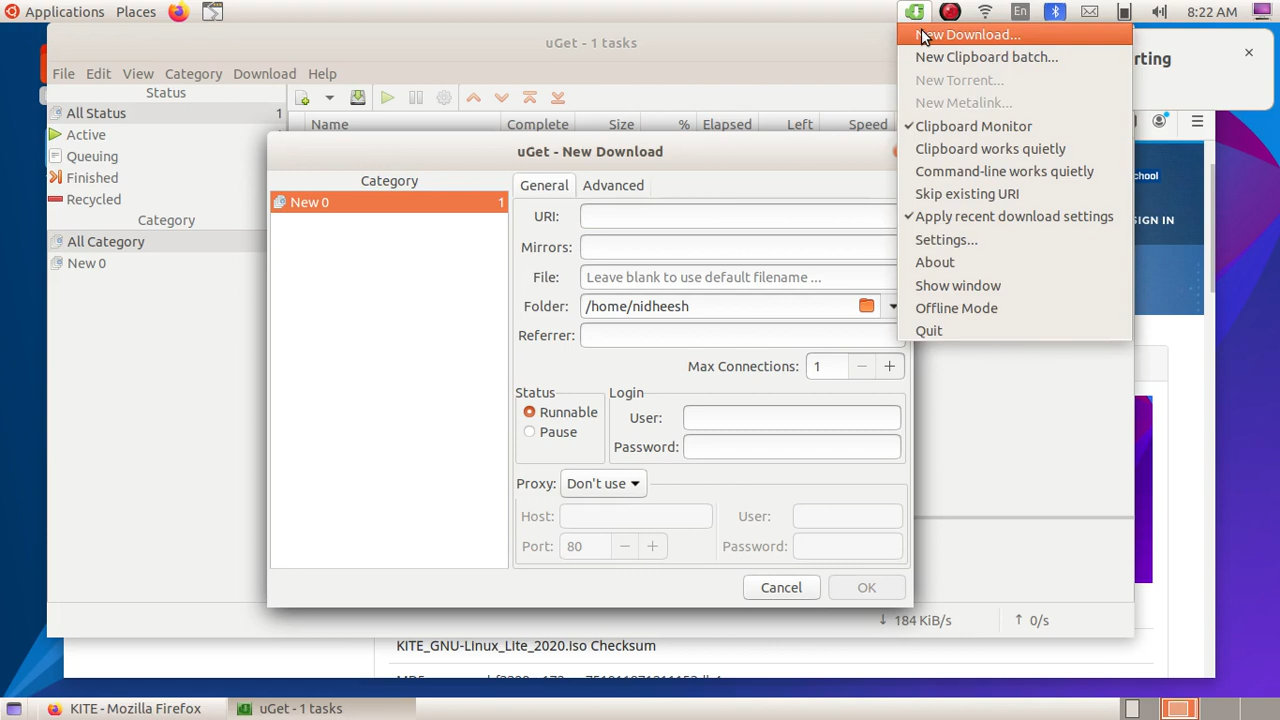 Applications Places En 8:22 AM
uGet - 1 tasks
File Edit View Category Download Help
New Download...
New Clipboard batch...
New Torrent...
New Metalink...
Clipboard Monitor
Clipboard works quietly
Command-line works quietly
Skip existing URI
Apply recent download settings
Settings...
About
Show window
Offline Mode
Quit
rting
Status
All Status 1
Active
Queuing
Finished
Recycled
Category
All Category
New 0
Name Complete Size % Elapsed Left Speed
uGet - New Download
Category
New 0 1
General Advanced
URI:
Mirrors:
File: Leave blank to use default filename ...
Folder: /home/nidheesh
Referrer:
Max Connections: 1
Status
Runnable
Pause
Login
User:
Password:
Proxy: Don't use
Host: User:
Port: 80 Password:
Cancel OK
school
SIGN IN
184 KiB/s 0/s
KITE_GNU-Linux_Lite_2020.Iso Checksum
KITE - Mozilla Firefox uGet - 1 tasks